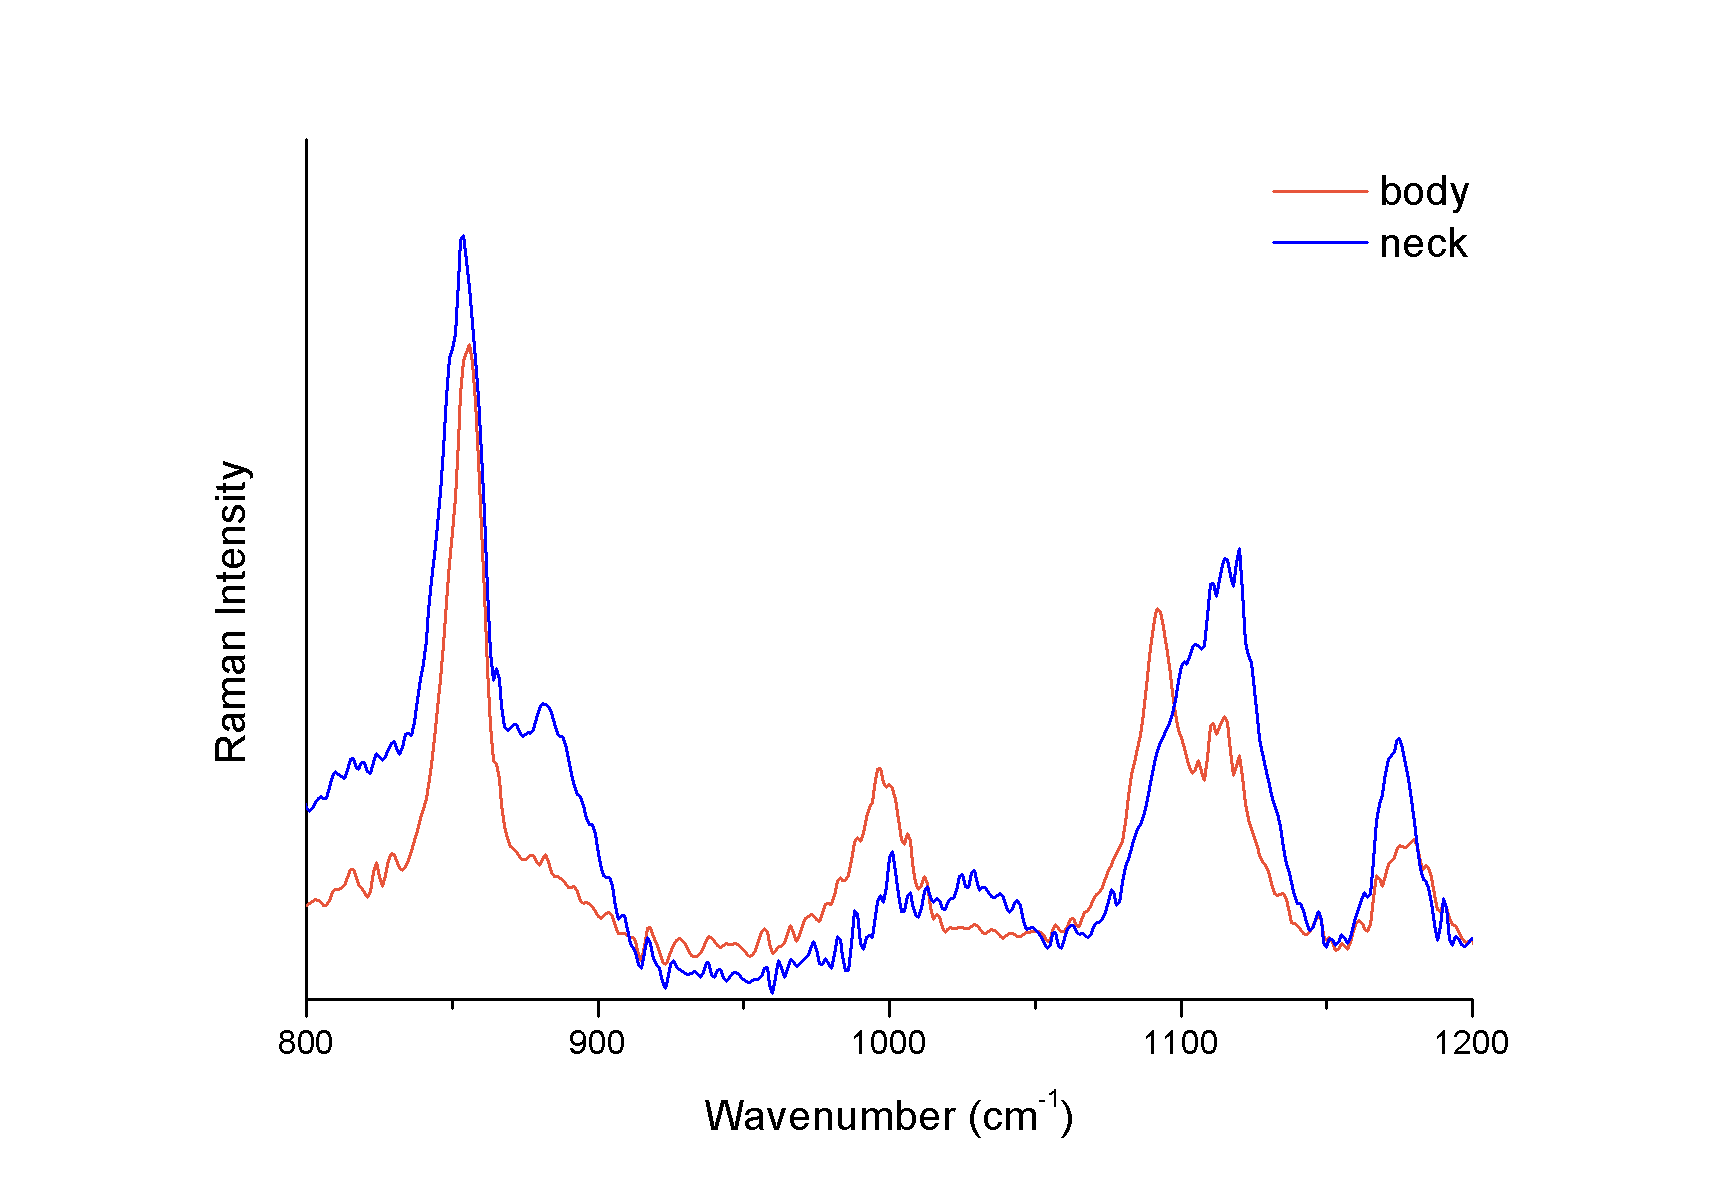 body
neck
Raman Intensity
800 900 1000 1100 1200
Wavenumber (cm⁻¹)